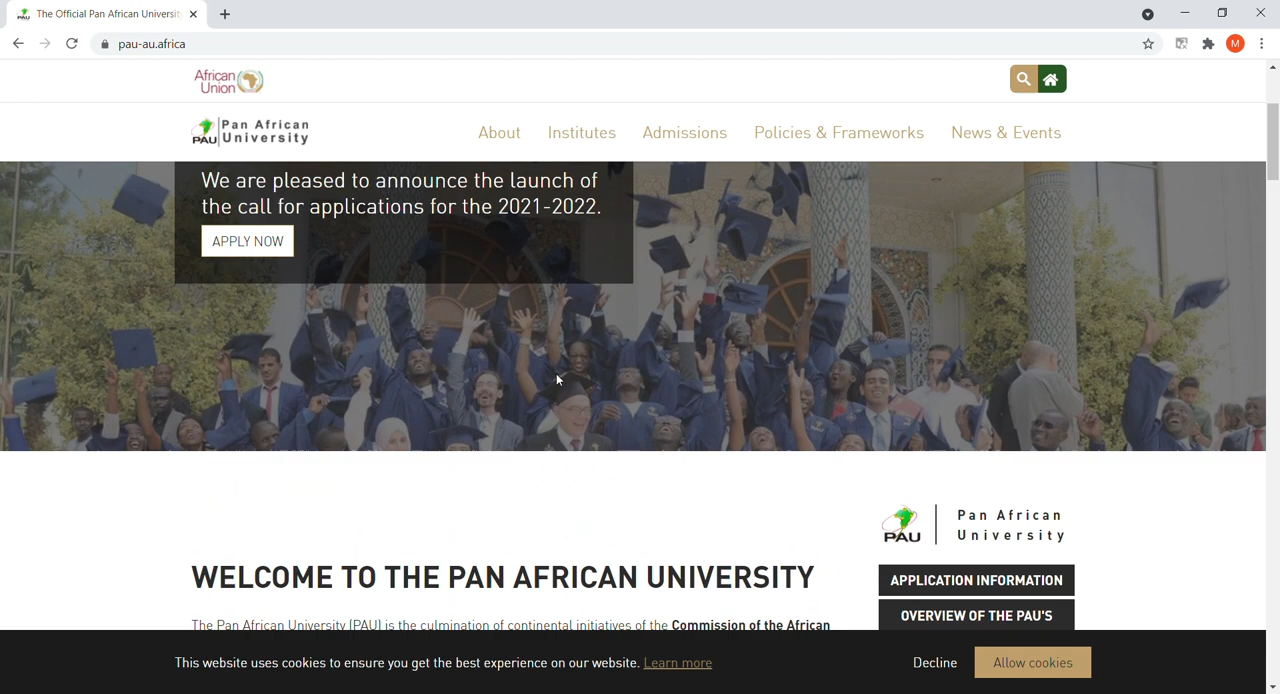 The Official Pan African Universit
pau-au.africa
M
African
Union
PAU Pan African
University
About Institutes Admissions Policies & Frameworks News & Events
We are pleased to announce the launch of
the call for applications for the 2021-2022.
APPLY NOW
PAU
Pan African
University
WELCOME TO THE PAN AFRICAN UNIVERSITY
APPLICATION INFORMATION
OVERVIEW OF THE PAU'S
The Pan African University (PAU) is the culmination of continental initiatives of the Commission of the African
This website uses cookies to ensure you get the best experience on our website. Learn more
Decline
Allow cookies